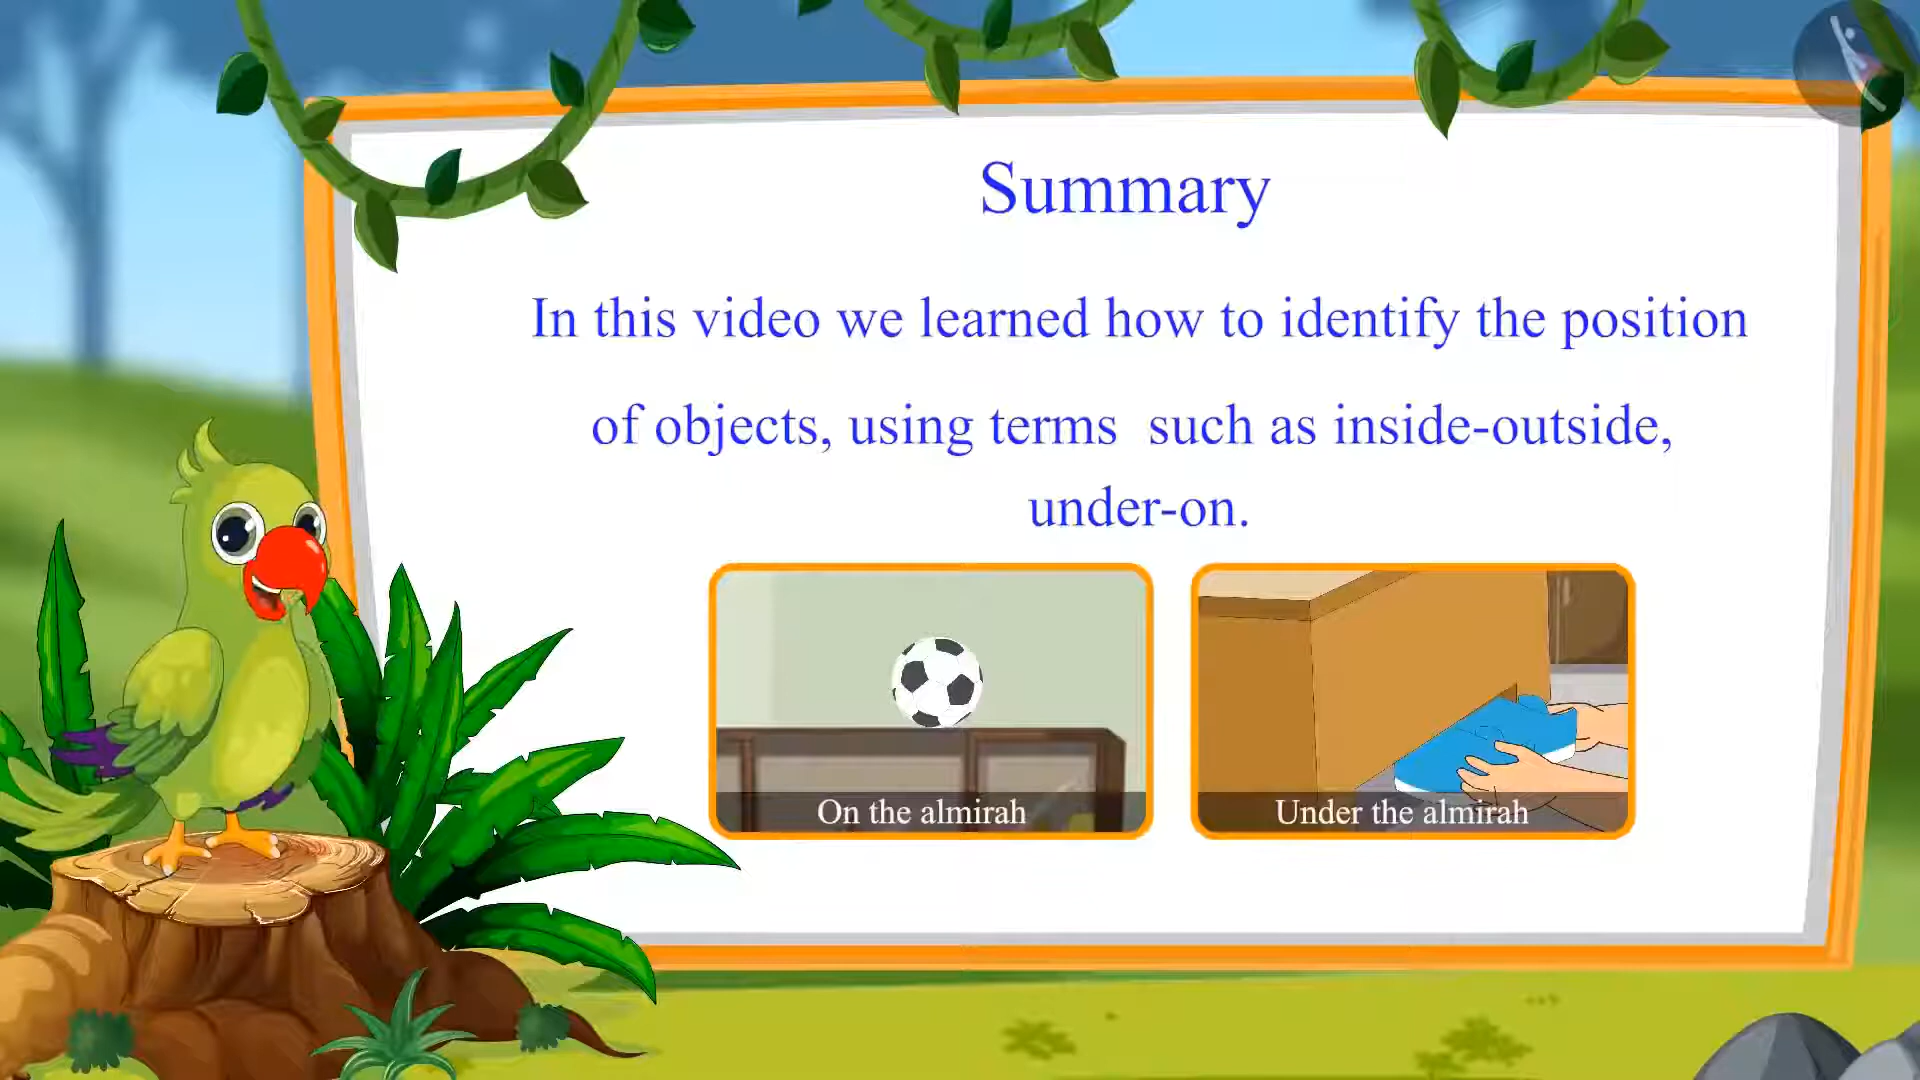 Summary
In this video we learned how to identify the position
of objects, using terms such as inside-outside,
under-on.
On the almirah
Under the almirah